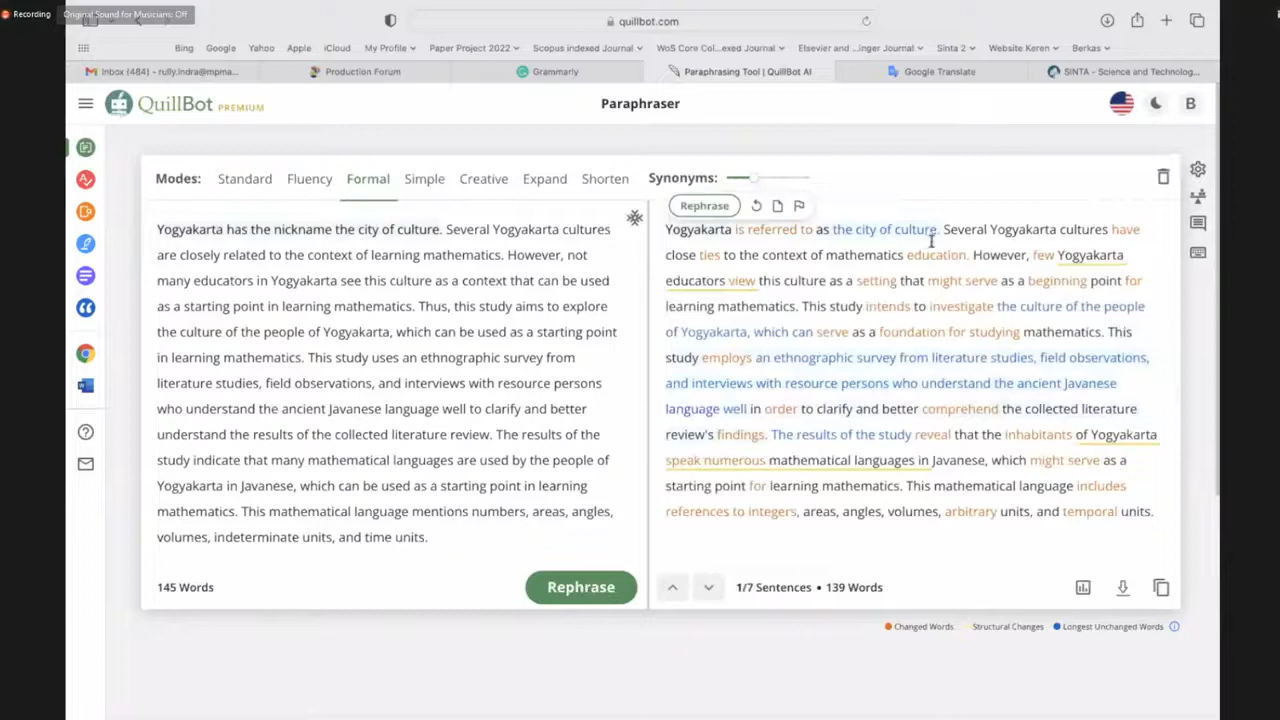 Recording
Original Sound for Musicians: Off
quillbot.com
Bing Google Yahoo Apple iCloud My Profile Paper Project 2022 Scopus indexed Journal WoS Core Col...exed Journal Elsevier and ...inger Journal Sinta 2 Website Keren Berkas
Inbox (484) - rully.indra@mpma... Production Forum Grammarly Paraphrasing Tool | QuillBot AI Google Translate SINTA - Science and Technolog...
QuillBot PREMIUM
Paraphraser
B
Modes: Standard Fluency Formal Simple Creative Expand Shorten Synonyms:
Rephrase
Yogyakarta has the nickname the city of culture. Several Yogyakarta cultures
are closely related to the context of learning mathematics. However, not
many educators in Yogyakarta see this culture as a context that can be used
as a starting point in learning mathematics. Thus, this study aims to explore
the culture of the people of Yogyakarta, which can be used as a starting point
in learning mathematics. This study uses an ethnographic survey from
literature studies, field observations, and interviews with resource persons
who understand the ancient Javanese language well to clarify and better
understand the results of the collected literature review. The results of the
study indicate that many mathematical languages are used by the people of
Yogyakarta in Javanese, which can be used as a starting point in learning
mathematics. This mathematical language mentions numbers, areas, angles,
volumes, indeterminate units, and time units.
145 Words
Rephrase
Yogyakarta is referred to as the city of culture. Several Yogyakarta cultures have
close ties to the context of mathematics education. However, few Yogyakarta
educators view this culture as a setting that might serve as a beginning point for
learning mathematics. This study intends to investigate the culture of the people
of Yogyakarta, which can serve as a foundation for studying mathematics. This
study employs an ethnographic survey from literature studies, field observations,
and interviews with resource persons who understand the ancient Javanese
language well in order to clarify and better comprehend the collected literature
review's findings. The results of the study reveal that the inhabitants of Yogyakarta
speak numerous mathematical languages in Javanese, which might serve as a
starting point for learning mathematics. This mathematical language includes
references to integers, areas, angles, volumes, arbitrary units, and temporal units.
1/7 Sentences • 139 Words
Changed Words Structural Changes Longest Unchanged Words